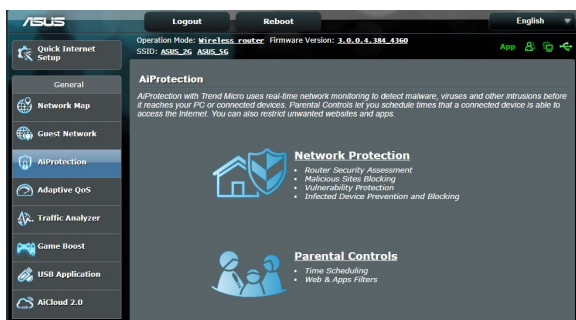 ASUS
Logout
Reboot
English
Quick Internet
Setup
Operation Mode: Wireless router Firmware Version: 3.0.0.4.384_4360
SSID: ASUS_2G ASUS_5G
App
General
Network Map
Guest Network
AiProtection
Adaptive QoS
Traffic Analyzer
Game Boost
USB Application
AiCloud 2.0
AiProtection
AiProtection with Trend Micro uses real-time network monitoring to detect malware, viruses and other intrusions before
it reaches your PC or connected devices. Parental Controls let you schedule times that a connected device is able to
access the Internet. You can also restrict unwanted websites and apps.
Network Protection
• Router Security Assessment
• Malicious Sites Blocking
• Vulnerability Protection
• Infected Device Prevention and Blocking
Parental Controls
• Time Scheduling
• Web & Apps Filters